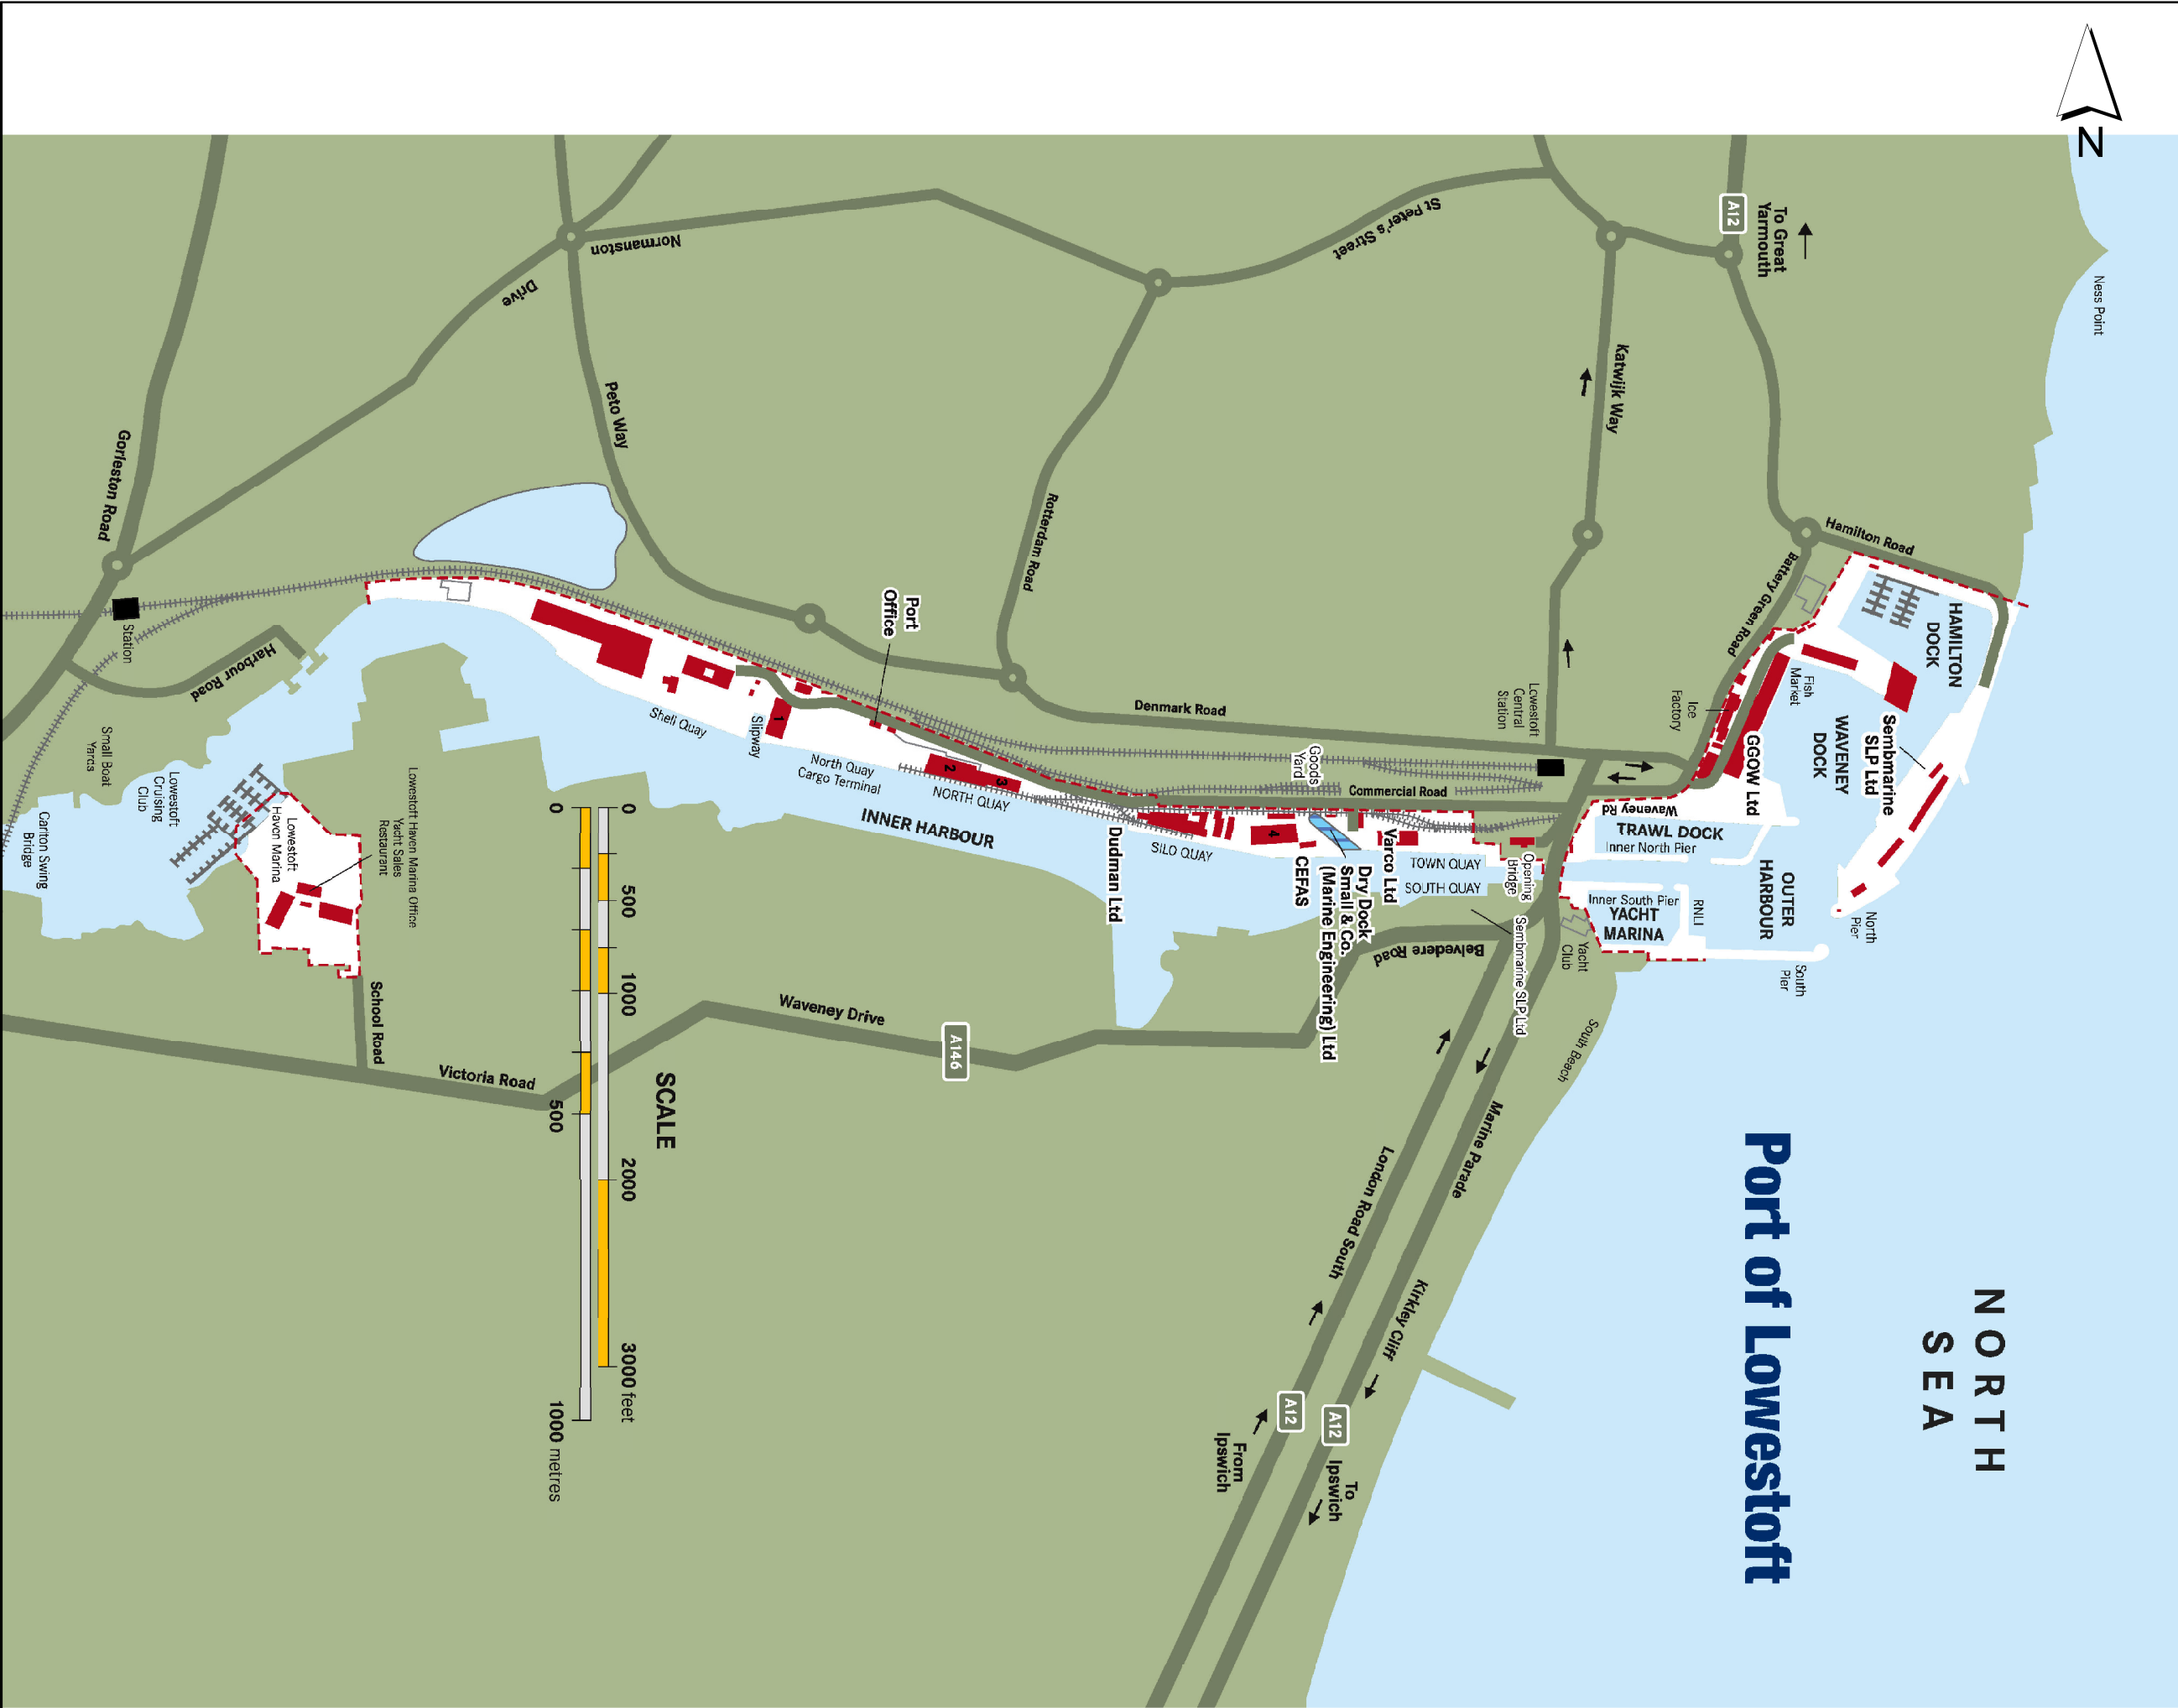 N
Port of Lowestoft
NORTH
SEA
Ness Point
To Great
Yarmouth
A12
Hamilton Road
HAMILTON
DOCK
Battery Green Road
Fish
Market
WAVENEY
DOCK
Sembmarine
SLP Ltd
Ice
Factory
GGOW Ltd
Waveney Rd
TRAWL DOCK
Inner North Pier
OUTER
HARBOUR
North
Pier
Inner South Pier
YACHT
MARINA
RNLI
South
Pier
Yacht
Club
South Beach
St Peter's Street
Katwijk Way
Rotterdam Road
Denmark Road
Lowestoft
Central
Station
Goods
Yard
Commercial Road
Opening
Bridge
Sembmarine SLP Ltd
TOWN QUAY
SOUTH QUAY
Varco Ltd
Dry Dock
Small & Co.
(Marine Engineering) Ltd
CEFAS
4
SILO QUAY
Dudman Ltd
INNER HARBOUR
NORTH QUAY
3
2
North Quay
Cargo Terminal
1
Slipway
Shell Quay
Port
Office
Peto Way
Normanston
Drive
Gorleston Road
Station
Harbour Road
Small Boat
Yards
Lowestoft
Cruising
Club
Carlton Swing
Bridge
Lowestoft
Haven Marina
Lowestoft Haven Marina Office
Yacht Sales
Restaurant
School Road
Victoria Road
Waveney Drive
A146
Belvedere Road
London Road South
Marine Parade
Kirkley Cliff
A12
A12
From
Ipswich
To
Ipswich
SCALE
0
500
1000
2000
3000 feet
0
500
1000 metres